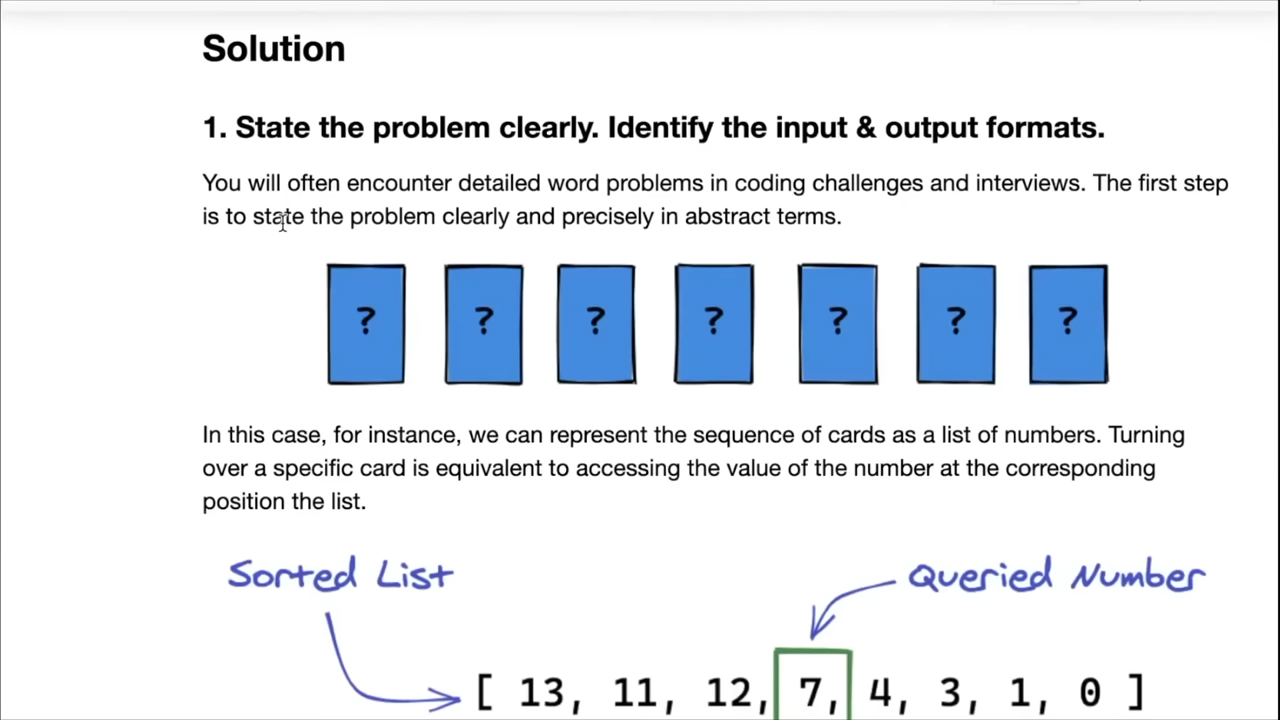 Solution
1. State the problem clearly. Identify the input & output formats.
You will often encounter detailed word problems in coding challenges and interviews. The first step
is to state the problem clearly and precisely in abstract terms.
? ? ? ? ? ? ?
In this case, for instance, we can represent the sequence of cards as a list of numbers. Turning
over a specific card is equivalent to accessing the value of the number at the corresponding
position the list.
Sorted List Queried Number
[ 13, 11, 12, 7, 4, 3, 1, 0 ]